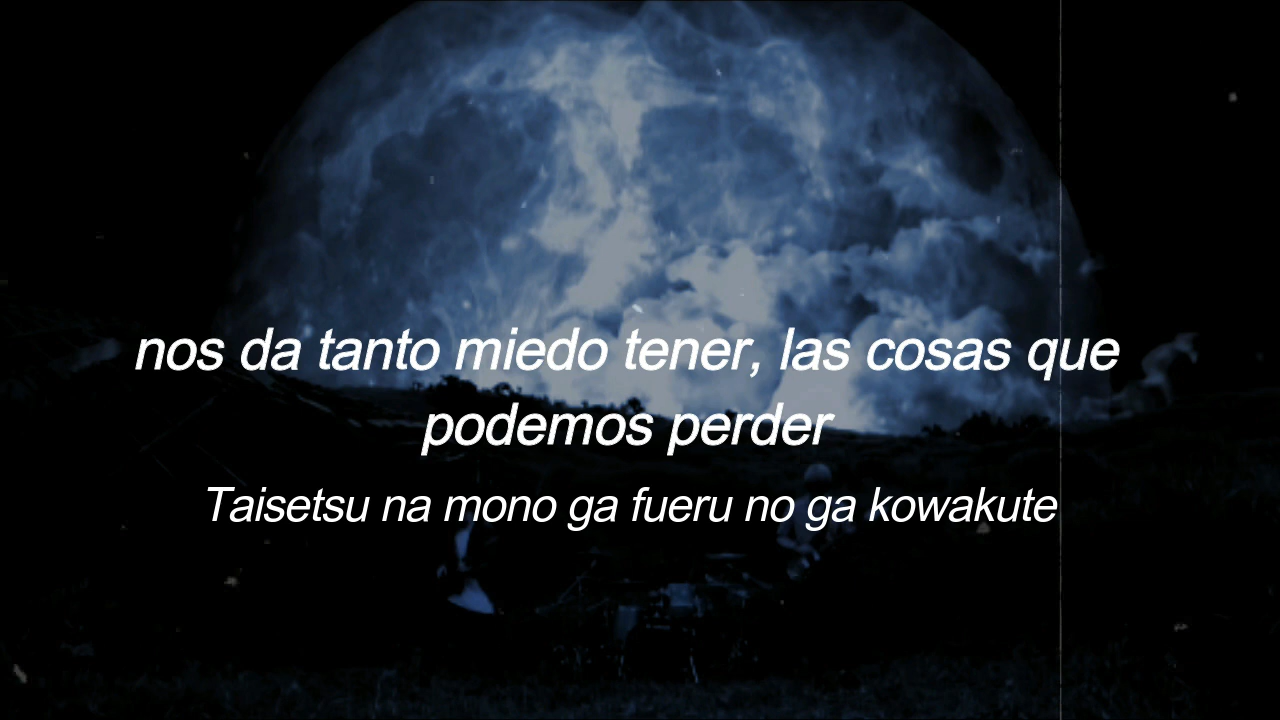 nos da tanto miedo tener, las cosas que
podemos perder
Taisetsu na mono ga fueru no ga kowakute